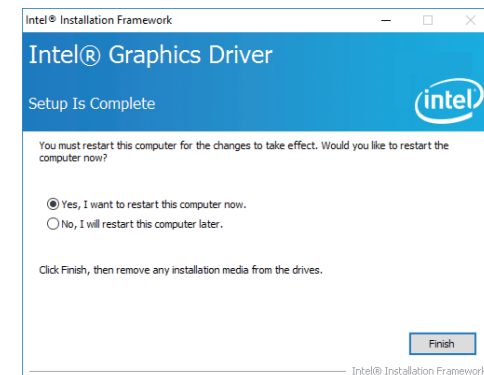 Intel® Installation Framework
Intel® Graphics Driver
Setup Is Complete
intel
You must restart this computer for the changes to take effect. Would you like to restart the
computer now?
Yes, I want to restart this computer now.
No, I will restart this computer later.
Click Finish, then remove any installation media from the drives.
Finish
Intel® Installation Framework